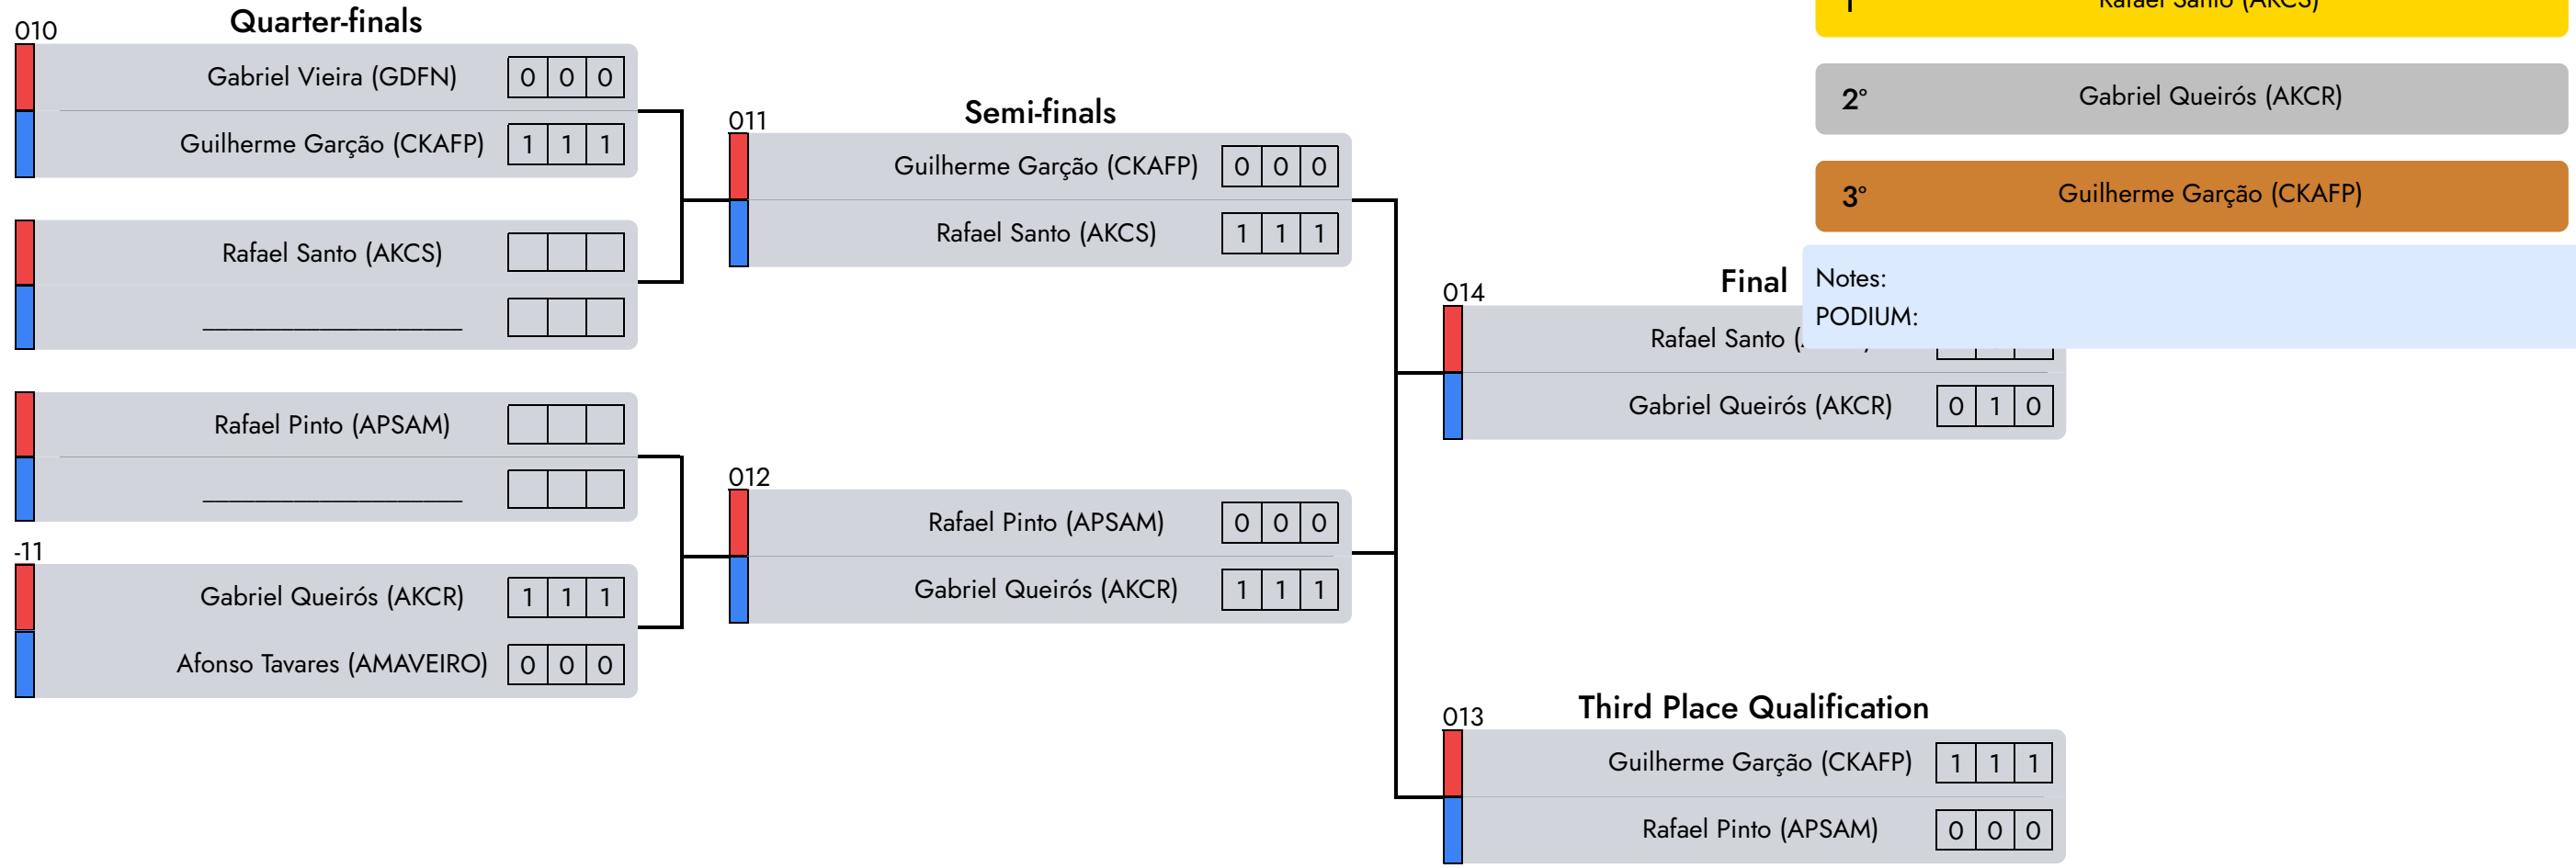 Quarter-finals
010
Gabriel Vieira (GDFN) 0 0 0
Guilherme Garção (CKAFP) 1 1 1
Rafael Santo (AKCS)
____________________
Rafael Pinto (APSAM)
____________________
-11
Gabriel Queirós (AKCR) 1 1 1
Afonso Tavares (AMAVEIRO) 0 0 0
Semi-finals
011
Guilherme Garção (CKAFP) 0 0 0
Rafael Santo (AKCS) 1 1 1
012
Rafael Pinto (APSAM) 0 0 0
Gabriel Queirós (AKCR) 1 1 1
Final
014
Rafael Santo (
Gabriel Queirós (AKCR) 0 1 0
Third Place Qualification
013
Guilherme Garção (CKAFP) 1 1 1
Rafael Pinto (APSAM) 0 0 0
Rafael Santo (AKCS)
2° Gabriel Queirós (AKCR)
3° Guilherme Garção (CKAFP)
Notes:
PODIUM: